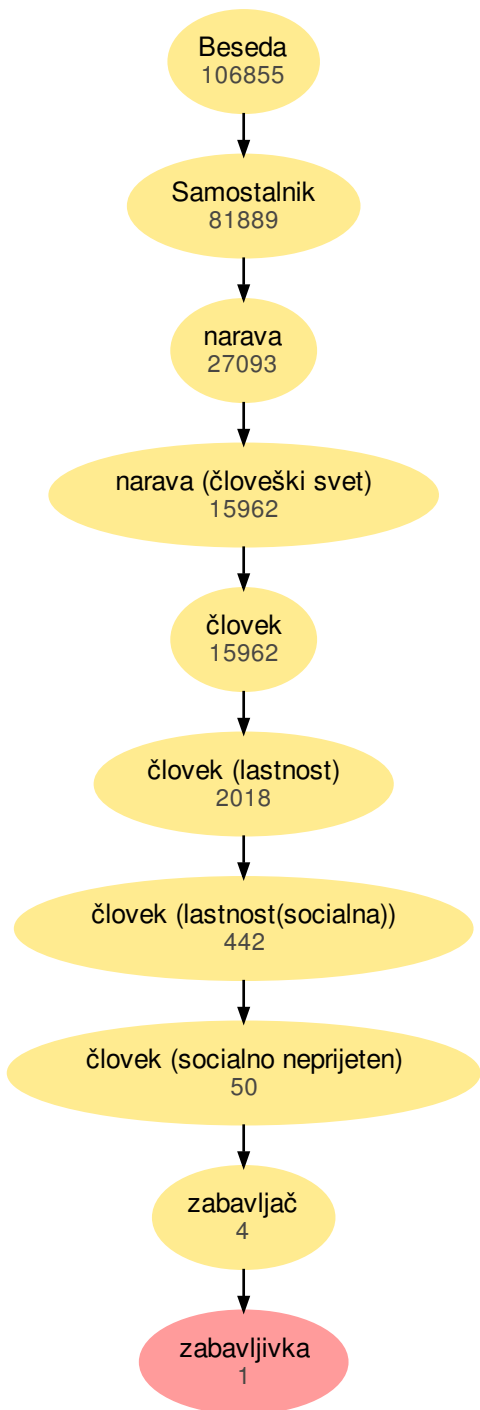 Beseda
106855
Samostalnik
81889
narava
27093
narava (človeški svet)
15962
človek
15962
človek (lastnost)
2018
človek (lastnost(socialna))
442
človek (socialno neprijeten)
50
zabavljač
4
zabavljivka
1